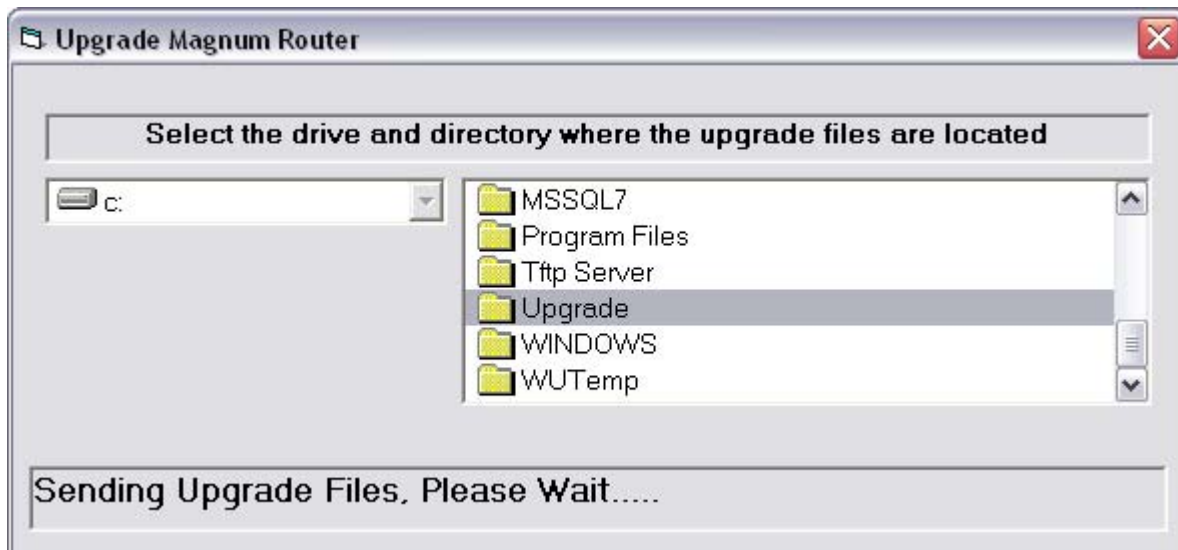 Upgrade Magnum Router
Select the drive and directory where the upgrade files are located
c:
MSSQL7
Program Files
Tftp Server
Upgrade
WINDOWS
WUTemp
Sending Upgrade Files, Please Wait.....